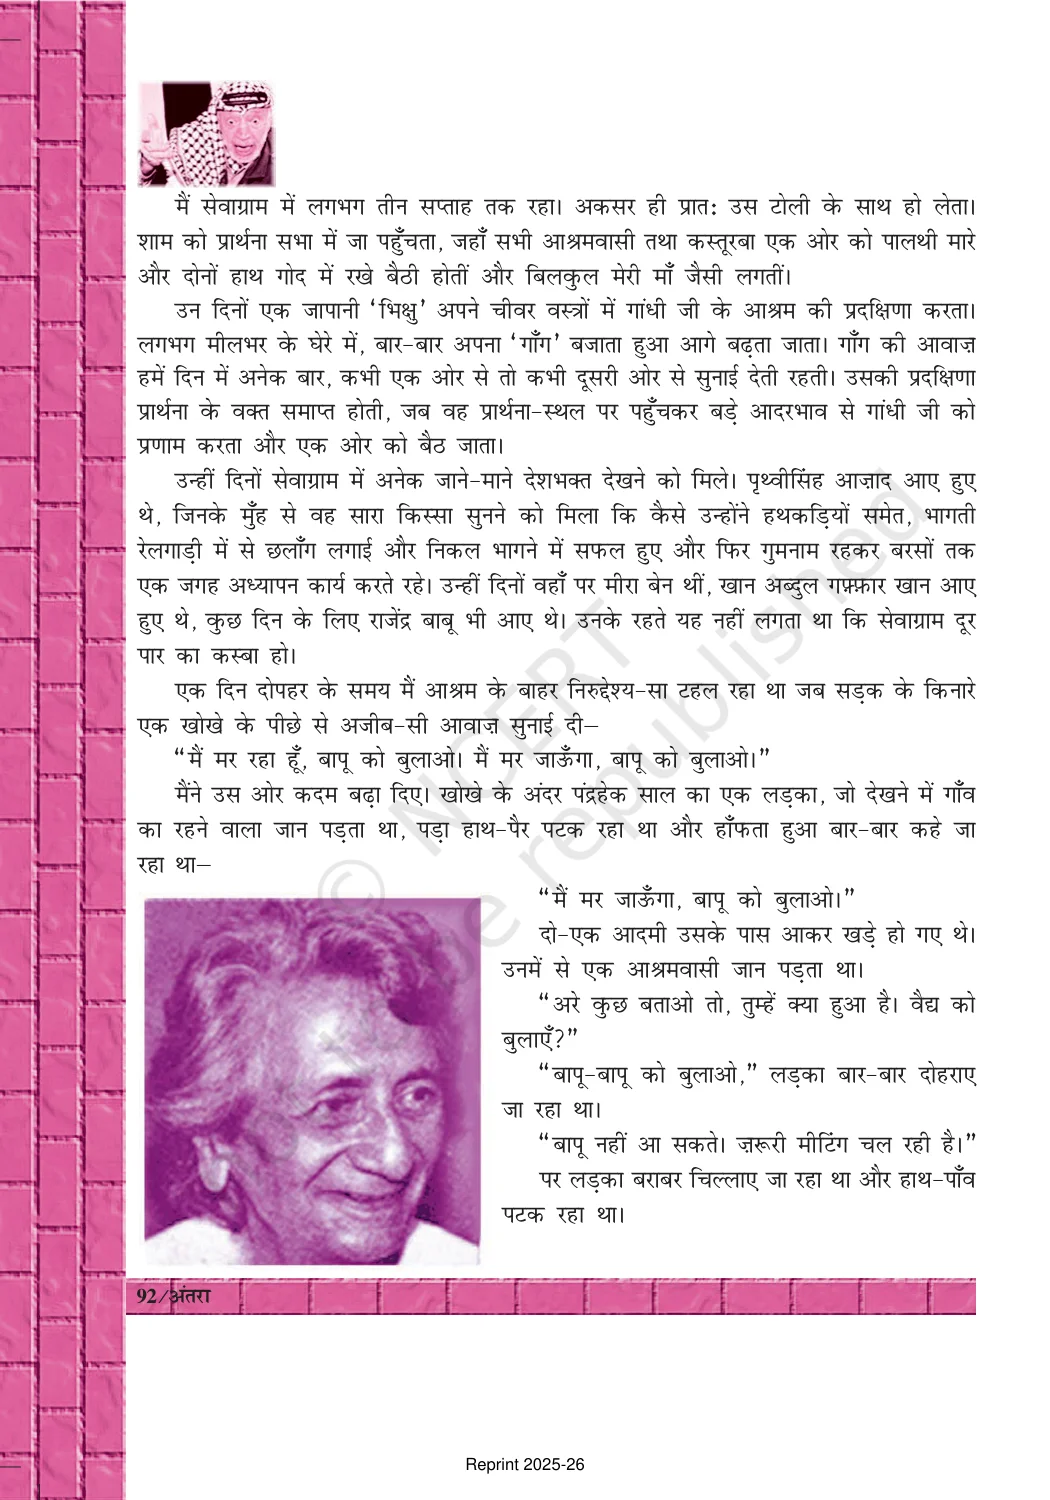 मैं सेवाग्राम में लगभग तीन सप्ताह तक रहा। अकसर ही प्रात: उस टोली के साथ हो लेता।
शाम को प्रार्थना सभा में जा पहुँचता, जहाँ सभी आश्रमवासी तथा कस्तूरबा एक ओर को पालथी मारे
और दोनों हाथ गोद में रखे बैठी होतीं और बिलकुल मेरी माँ जैसी लगतीं।
उन दिनों एक जापानी ‘भिक्षु’ अपने चीवर वस्त्रों में गांधी जी के आश्रम की प्रदक्षिणा करता।
लगभग मीलभर के घेरे में, बार-बार अपना ‘गाँग’ बजाता हुआ आगे बढ़ता जाता। गाँग की आवाज़
हमें दिन में अनेक बार, कभी एक ओर से तो कभी दूसरी ओर से सुनाई देती रहती। उसकी प्रदक्षिणा
प्रार्थना के वक्त समाप्त होती, जब वह प्रार्थना-स्थल पर पहुँचकर बड़े आदरभाव से गांधी जी को
प्रणाम करता और एक ओर को बैठ जाता।
उन्हीं दिनों सेवाग्राम में अनेक जाने-माने देशभक्त देखने को मिले। पृथ्वीसिंह आज़ाद आए हुए
थे, जिनके मुँह से वह सारा किस्सा सुनने को मिला कि कैसे उन्होंने हथकड़ियों समेत, भागती
रेलगाड़ी में से छलाँग लगाई और निकल भागने में सफल हुए और फिर गुमनाम रहकर बरसों तक
एक जगह अध्यापन कार्य करते रहे। उन्हीं दिनों वहाँ पर मीरा बेन थीं, खान अब्दुल गफ़्फ़ार खान आए
हुए थे, कुछ दिन के लिए राजेंद्र बाबू भी आए थे। उनके रहते यह नहीं लगता था कि सेवाग्राम दूर
पार का कस्बा हो।
एक दिन दोपहर के समय मैं आश्रम के बाहर निरुद्देश्य-सा टहल रहा था जब सड़क के किनारे
एक खोखे के पीछे से अजीब-सी आवाज़ सुनाई दी–
“मैं मर रहा हूँ, बापू को बुलाओ। मैं मर जाऊँगा, बापू को बुलाओ।”
मैंने उस ओर कदम बढ़ा दिए। खोखे के अंदर पंद्रहेक साल का एक लड़का, जो देखने में गाँव
का रहने वाला जान पड़ता था, पड़ा हाथ-पैर पटक रहा था और हाँफता हुआ बार-बार कहे जा
रहा था–
“मैं मर जाऊँगा, बापू को बुलाओ।”
दो-एक आदमी उसके पास आकर खड़े हो गए थे।
उनमें से एक आश्रमवासी जान पड़ता था।
“अरे कुछ बताओ तो, तुम्हें क्या हुआ है। वैद्य को
बुलाएँ?”
“बापू-बापू को बुलाओ,” लड़का बार-बार दोहराए
जा रहा था।
“बापू नहीं आ सकते। ज़रूरी मीटिंग चल रही है।”
पर लड़का बराबर चिल्लाए जा रहा था और हाथ-पाँव
पटक रहा था।
© NCERT
be republished
92/अंतरा
Reprint 2025-26